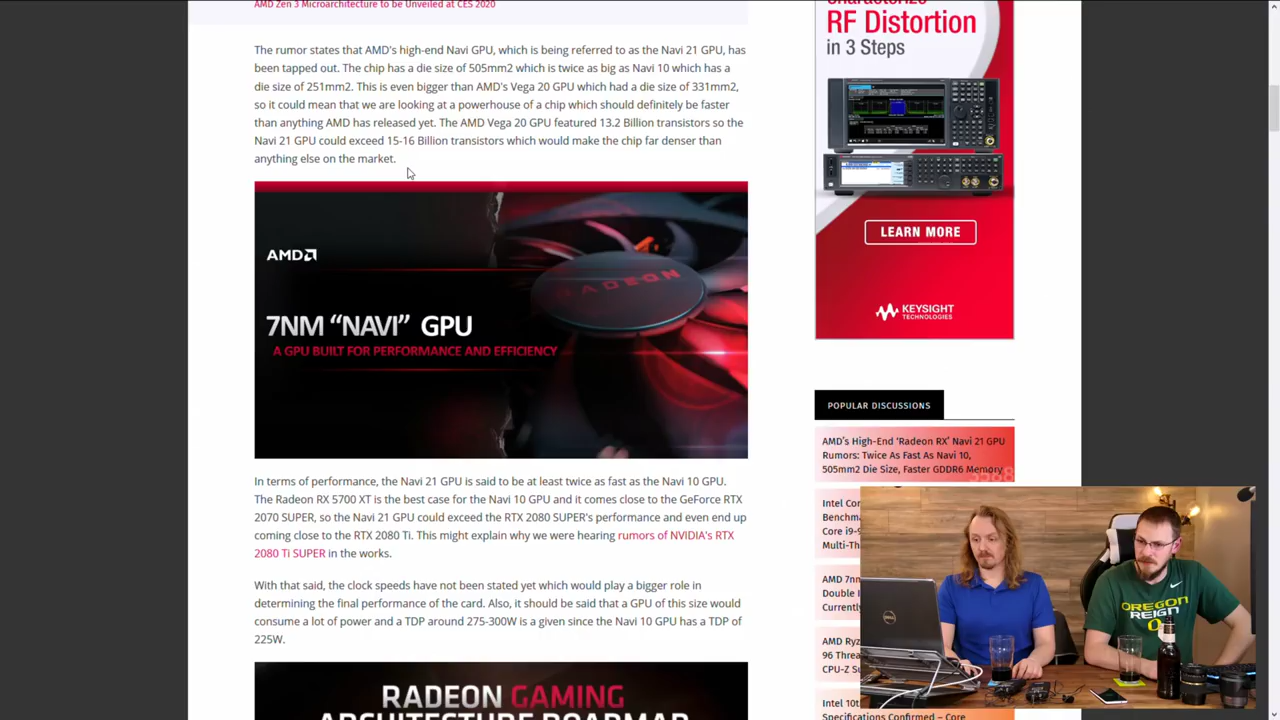 AMD Zen 3 Microarchitecture to be Unveiled at CES 2020
The rumor states that AMD's high-end Navi GPU, which is being referred to as the Navi 21 GPU, has
been tapped out. The chip has a die size of 505mm2 which is twice as big as Navi 10 which has a
die size of 251mm2. This is even bigger than AMD's Vega 20 GPU which had a die size of 331mm2,
so it could mean that we are looking at a powerhouse of a chip which should definitely be faster
than anything AMD has released yet. The AMD Vega 20 GPU featured 13.2 Billion transistors so the
Navi 21 GPU could exceed 15-16 Billion transistors which would make the chip far denser than
anything else on the market.
AMD
RADEON
7NM "NAVI" GPU
A GPU BUILT FOR PERFORMANCE AND EFFICIENCY
In terms of performance, the Navi 21 GPU is said to be at least twice as fast as the Navi 10 GPU.
The Radeon RX 5700 XT is the best case for the Navi 10 GPU and it comes close to the GeForce RTX
2070 SUPER, so the Navi 21 GPU could exceed the RTX 2080 SUPER's performance and even end up
coming close to the RTX 2080 Ti. This might explain why we were hearing rumors of NVIDIA's RTX
2080 Ti SUPER in the works.
With that said, the clock speeds have not been stated yet which would play a bigger role in
determining the final performance of the card. Also, it should be said that a GPU of this size would
consume a lot of power and a TDP around 275-300W is a given since the Navi 10 GPU has a TDP of
225W.
RADEON GAMING
ARCHITECTURE ROADMAP
Characterize
RF Distortion
in 3 Steps
LEARN MORE
KEYSIGHT
TECHNOLOGIES
POPULAR DISCUSSIONS
AMD's High-End 'Radeon RX' Navi 21 GPU
Rumors: Twice As Fast As Navi 10,
505mm2 Die Size, Faster GDDR6 Memory
3588
Intel Cor
Benchm
Core i9-9
Multi-Th
AMD 7nm
Double I
Currently
AMD Ryz
96 Threa
CPU-Z Su
Intel 10th
Specifications Confirmed – Core
DELL
OREGON
REIGN